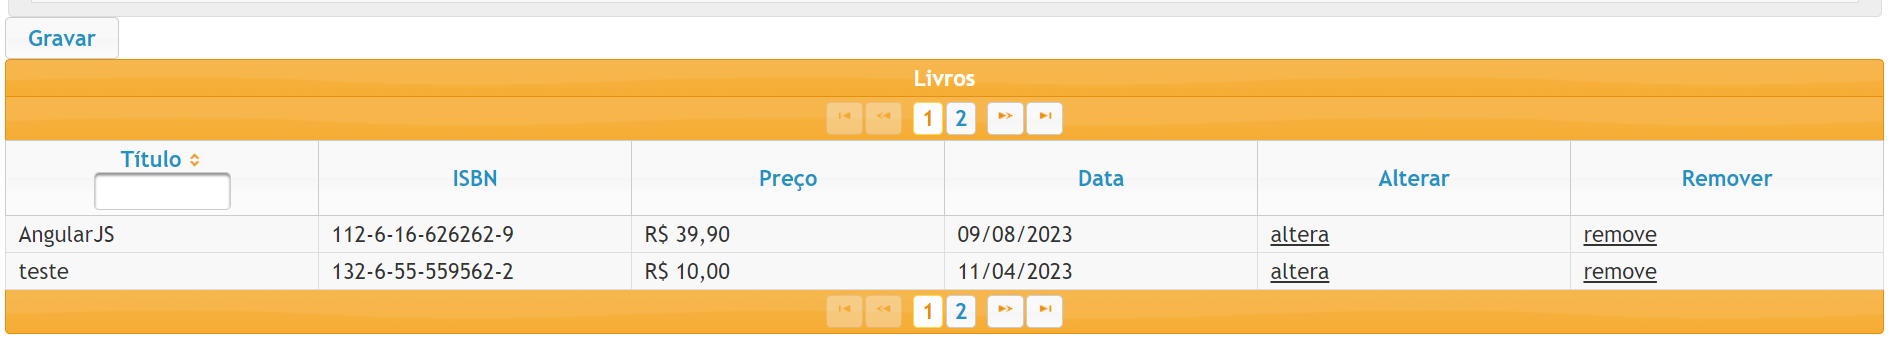 Gravar
Livros
1 2
Título ISBN Preço Data Alterar Remover
AngularJS 112-6-16-626262-9 R$ 39,90 09/08/2023 altera remove
teste 132-6-55-559562-2 R$ 10,00 11/04/2023 altera remove
1 2